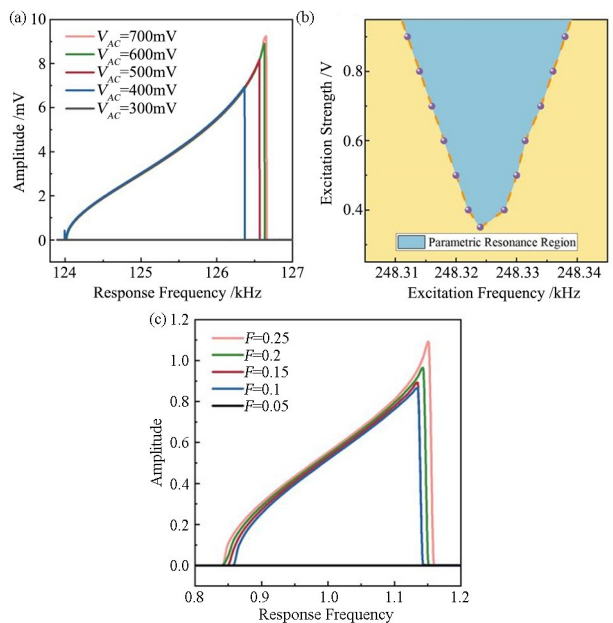 (a)
10
8
6
4
2
0
Amplitude /mV
V_AC=700mV
V_AC=600mV
V_AC=500mV
V_AC=400mV
V_AC=300mV
124
125
126
127
Response Frequency /kHz
(b)
0.8
0.6
0.4
Excitation Strength /V
Parametric Resonance Region
248.31
248.32
248.33
248.34
Excitation Frequency /kHz
(c)
1.2
1.0
0.8
0.6
0.4
0.2
0.0
Amplitude
F=0.25
F=0.2
F=0.15
F=0.1
F=0.05
0.8
0.9
1.0
1.1
1.2
Response Frequency